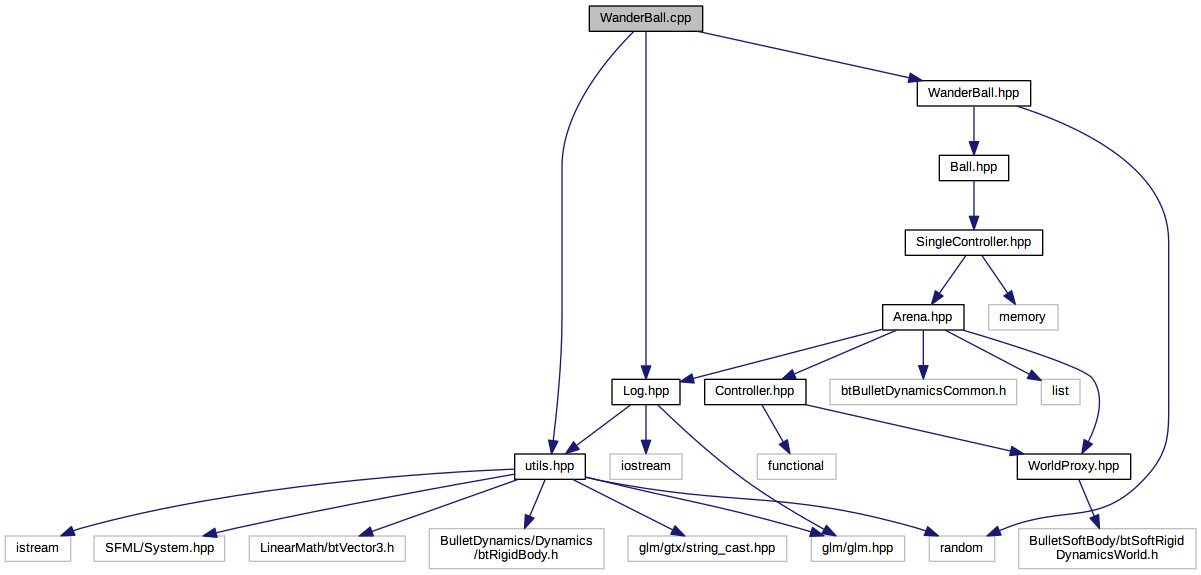 WanderBall.cpp
WanderBall.hpp
Ball.hpp
SingleController.hpp
Arena.hpp
memory
Log.hpp
Controller.hpp
btBulletDynamicsCommon.h
list
utils.hpp
iostream
functional
WorldProxy.hpp
istream
SFML/System.hpp
LinearMath/btVector3.h
BulletDynamics/Dynamics
/btRigidBody.h
glm/gtx/string_cast.hpp
glm/glm.hpp
random
BulletSoftBody/btSoftRigid
DynamicsWorld.h